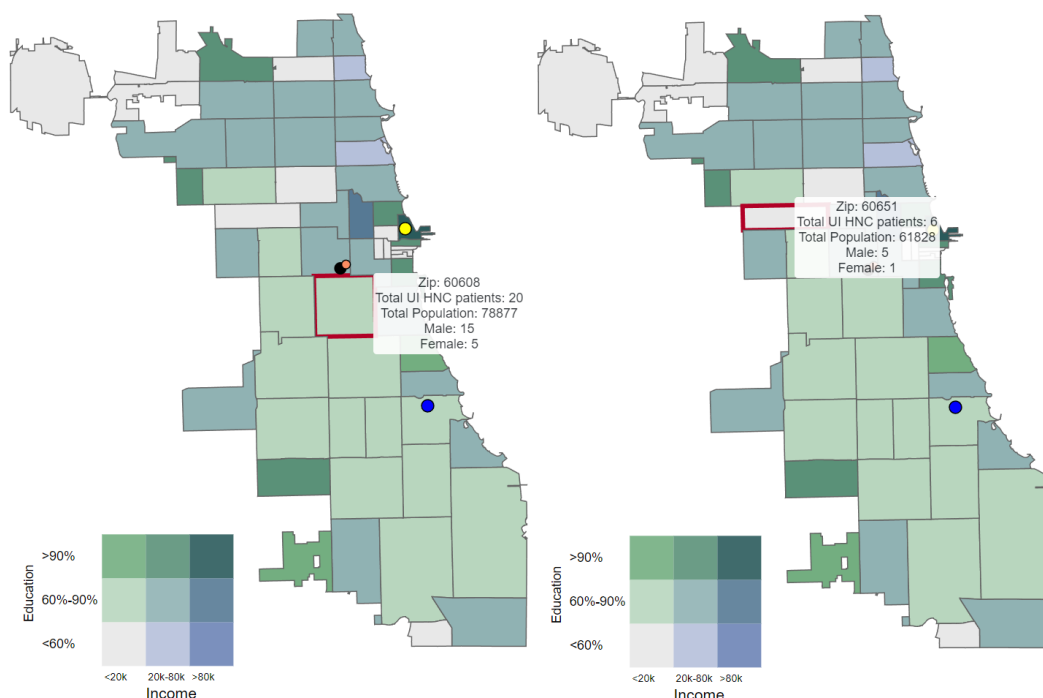 Zip: 60608
Total UI HNC patients: 20
Total Population: 78877
Male: 15
Female: 5
Education
>90%
60%-90%
<60%
<20k
20k-80k
>80k
Income
Zip: 60651
Total UI HNC patients: 6
Total Population: 61828
Male: 5
Female: 1
Education
>90%
60%-90%
<60%
<20k
20k-80k
>80k
Income